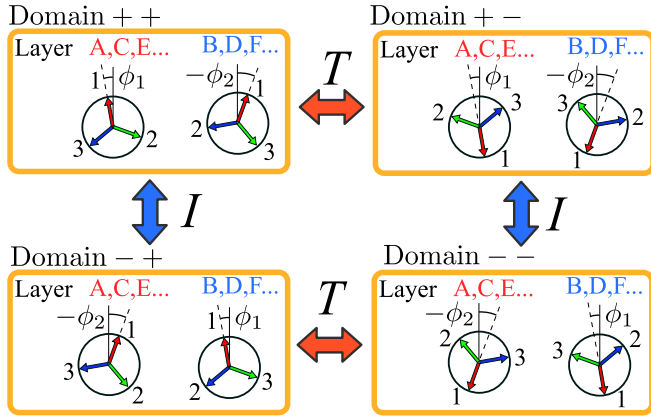 Domain + +
Layer A,C,E... B,D,F...
1 ϕ₁ −ϕ₂ 1
3 2 2 3
T
Domain + −
Layer A,C,E... B,D,F...
ϕ₁ −ϕ₂
2 3 3 2
1 1
I
I
Domain − +
Layer A,C,E... B,D,F...
−ϕ₂ 1 1 ϕ₁
3 2 2 3
T
Domain − −
Layer A,C,E... B,D,F...
−ϕ₂ ϕ₁
2 3 3 2
1 1